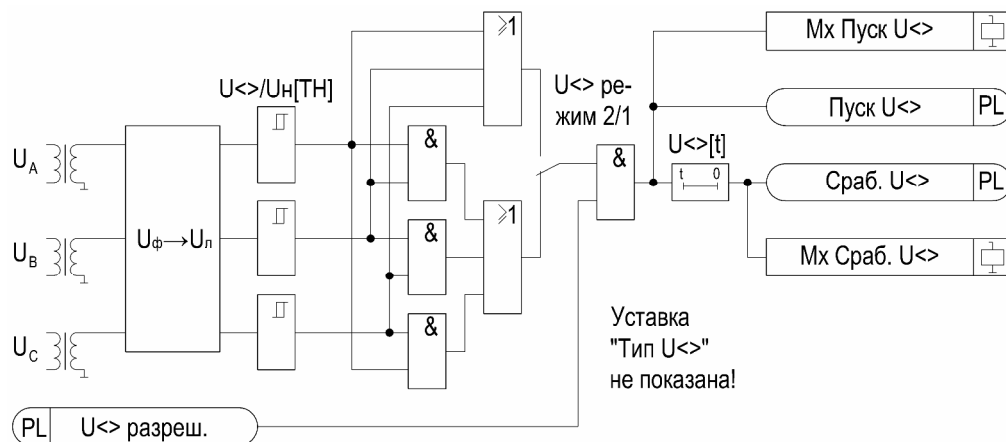 ≥1
Мх Пуск U<>
U<>/Uн[ТН]
U<> ре-
жим 2/1
Пуск U<>
PL
&
&
U<>[t]
UA
t 0
Сраб. U<>
PL
≥1
&
UB
Uф→Uл
Мх Сраб. U<>
&
UC
Уставка
"Тип U<>"
не показана!
PL
U<> разреш.